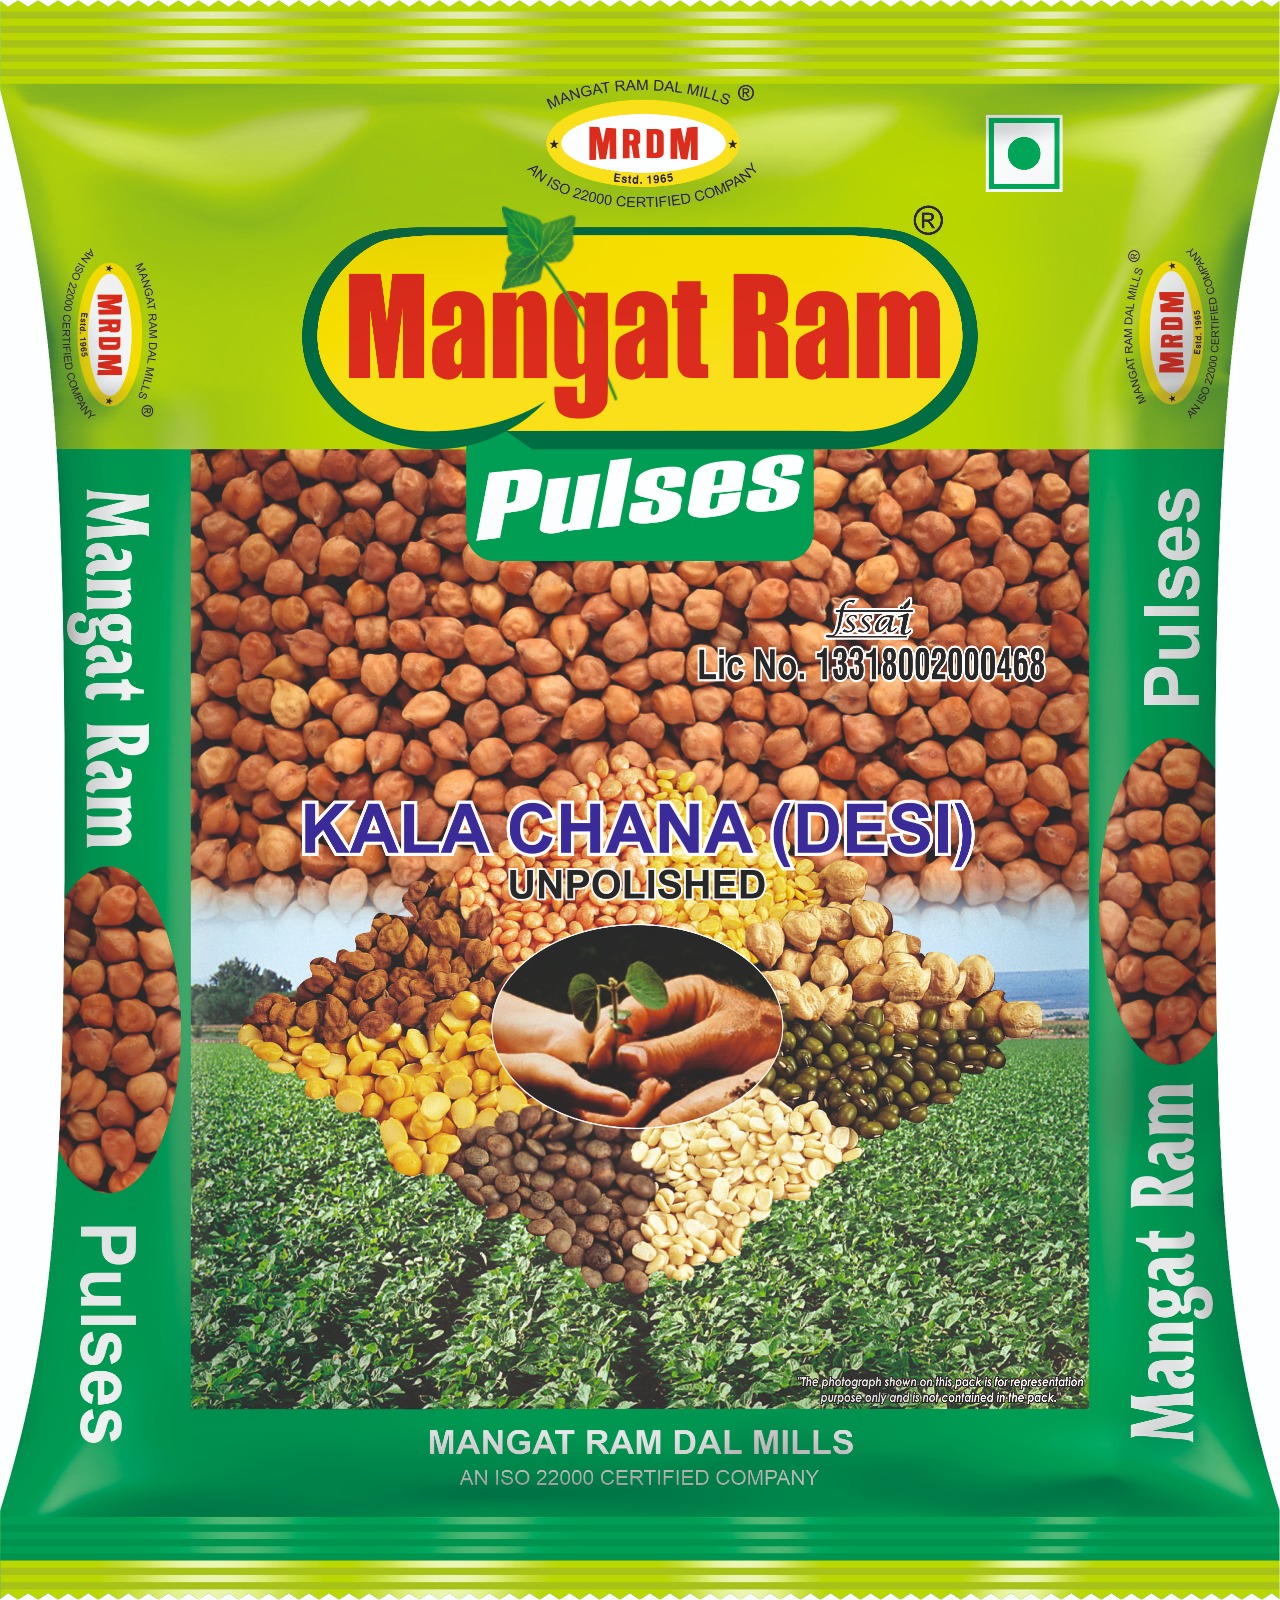 MANGAT RAM DAL MILLS ®
MRDM
Estd. 1965
AN ISO 22000 CERTIFIED COMPANY
®
Mangat Ram
Pulses
fssai
Lic No. 13318002000468
KALA CHANA (DESI)
UNPOLISHED
"The photograph shown on this pack is for representation
purpose only and is not contained in the pack."
MANGAT RAM DAL MILLS
AN ISO 22000 CERTIFIED COMPANY
MANGAT RAM DAL MILLS ®
MRDM
Estd. 1965
AN ISO 22000 CERTIFIED COMPANY
Mangat Ram
Pulses
MANGAT RAM DAL MILLS ®
MRDM
Estd. 1965
AN ISO 22000 CERTIFIED COMPANY
Mangat Ram
Pulses